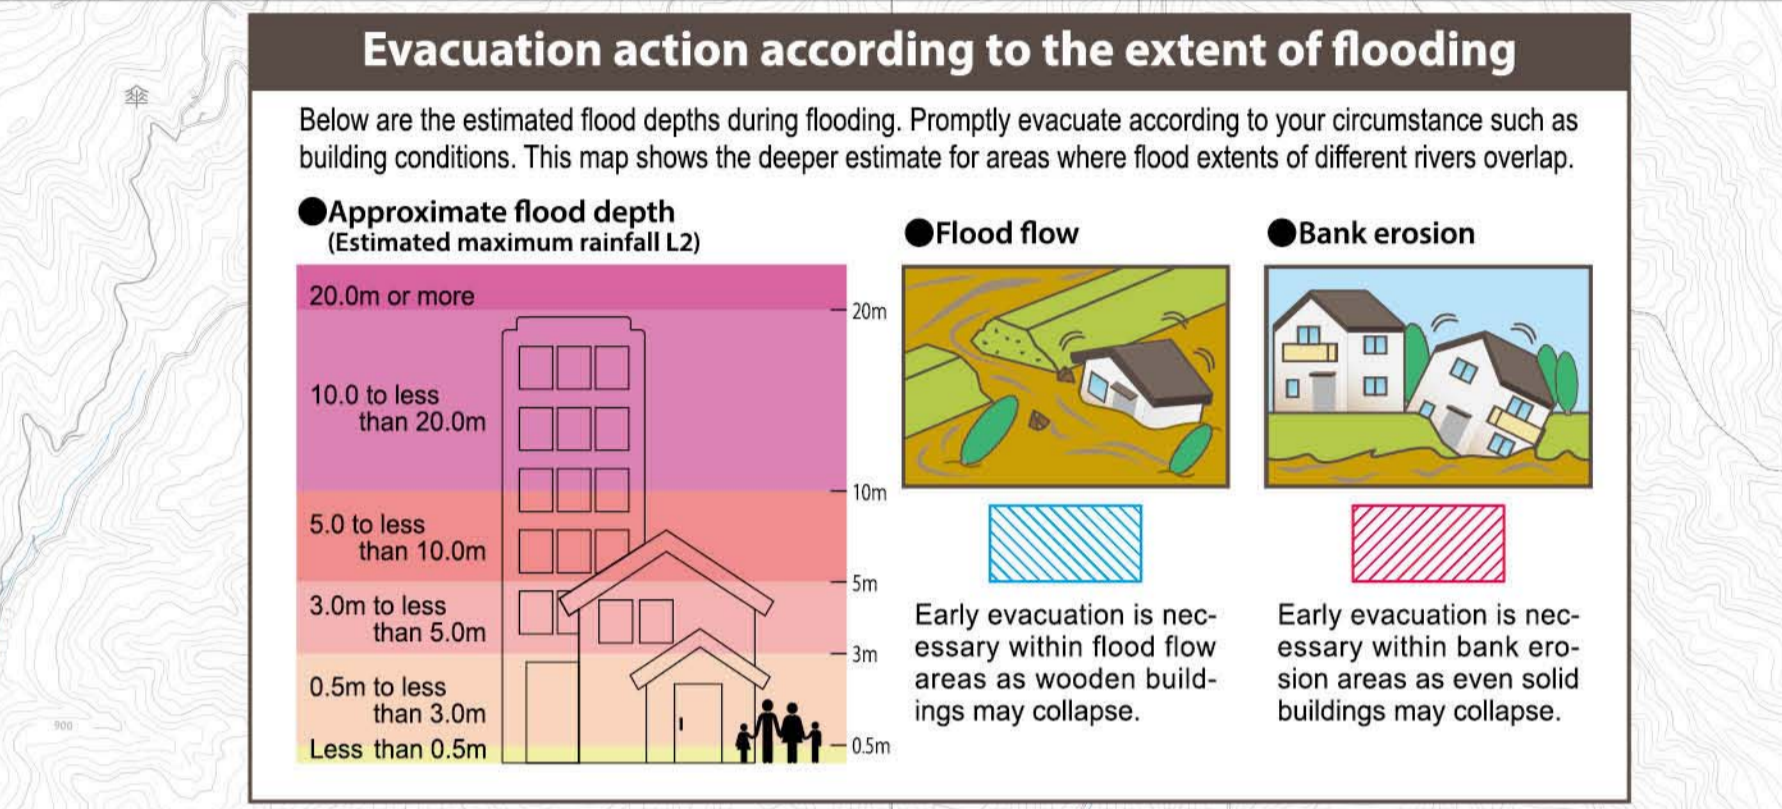 Evacuation action according to the extent of flooding
Below are the estimated flood depths during flooding. Promptly evacuate according to your circumstance such as
building conditions. This map shows the deeper estimate for areas where flood extents of different rivers overlap.
●Approximate flood depth
(Estimated maximum rainfall L2)
20.0m or more
20m
10.0 to less
than 20.0m
10m
5.0 to less
than 10.0m
5m
3.0m to less
than 5.0m
3m
0.5m to less
than 3.0m
Less than 0.5m
0.5m
●Flood flow
Early evacuation is nec-
essary within flood flow
areas as wooden build-
ings may collapse.
●Bank erosion
Early evacuation is nec-
essary within bank ero-
sion areas as even solid
buildings may collapse.
900